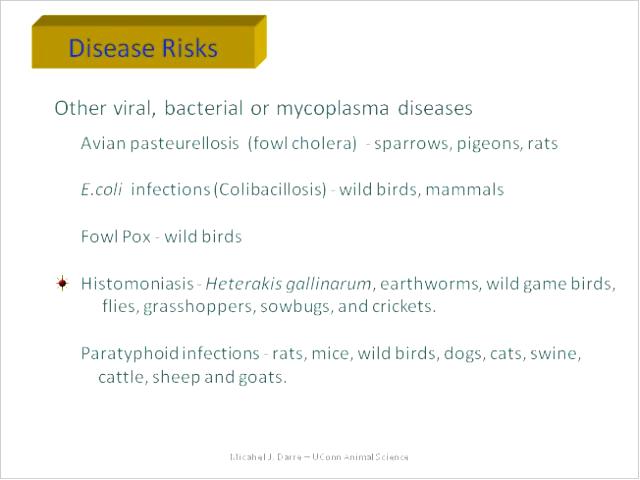 Disease Risks
Other viral, bacterial or mycoplasma diseases
Avian pasteurellosis (fowl cholera) - sparrows, pigeons, rats
E.coli infections (Colibacillosis) - wild birds, mammals
Fowl Pox - wild birds
Histomoniasis - Heterakis gallinarum, earthworms, wild game birds,
flies, grasshoppers, sowbugs, and crickets.
Paratyphoid infections - rats, mice, wild birds, dogs, cats, swine,
cattle, sheep and goats.
Micahel J. Darre – UConn Animal Science